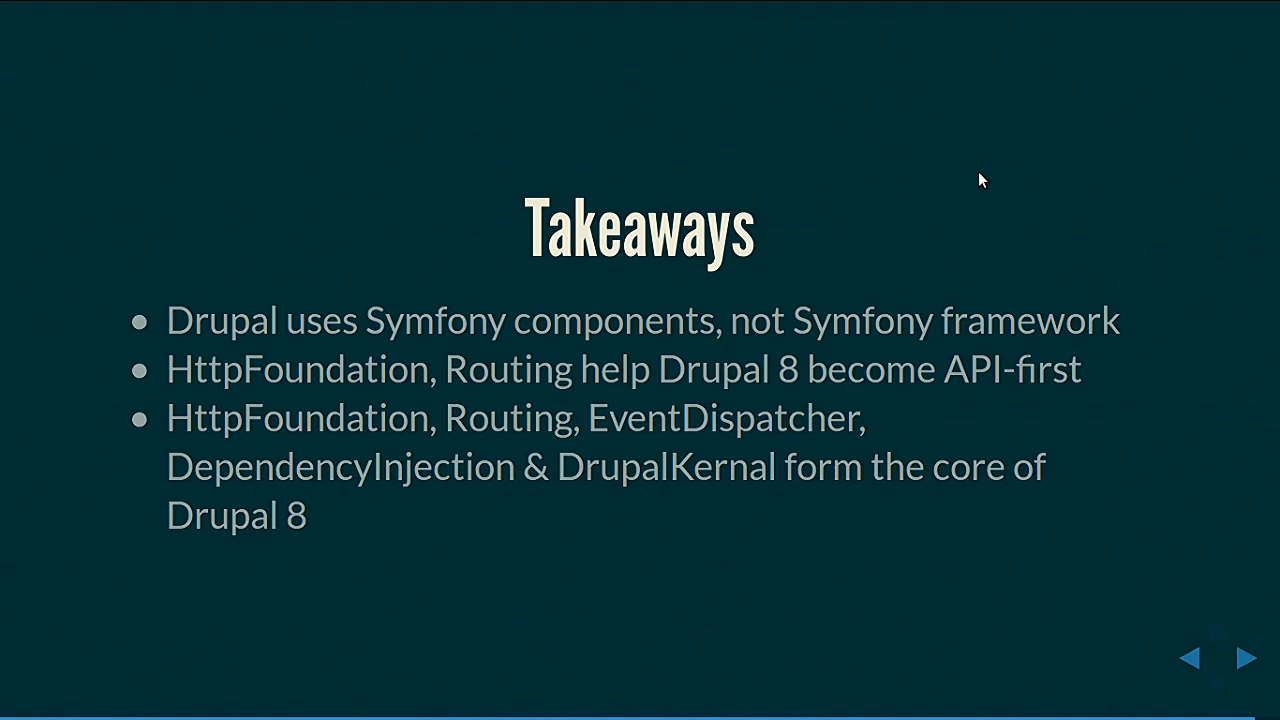 Takeaways
Drupal uses Symfony components, not Symfony framework
HttpFoundation, Routing help Drupal 8 become API-first
HttpFoundation, Routing, EventDispatcher,
DependencyInjection & DrupalKernal form the core of
Drupal 8